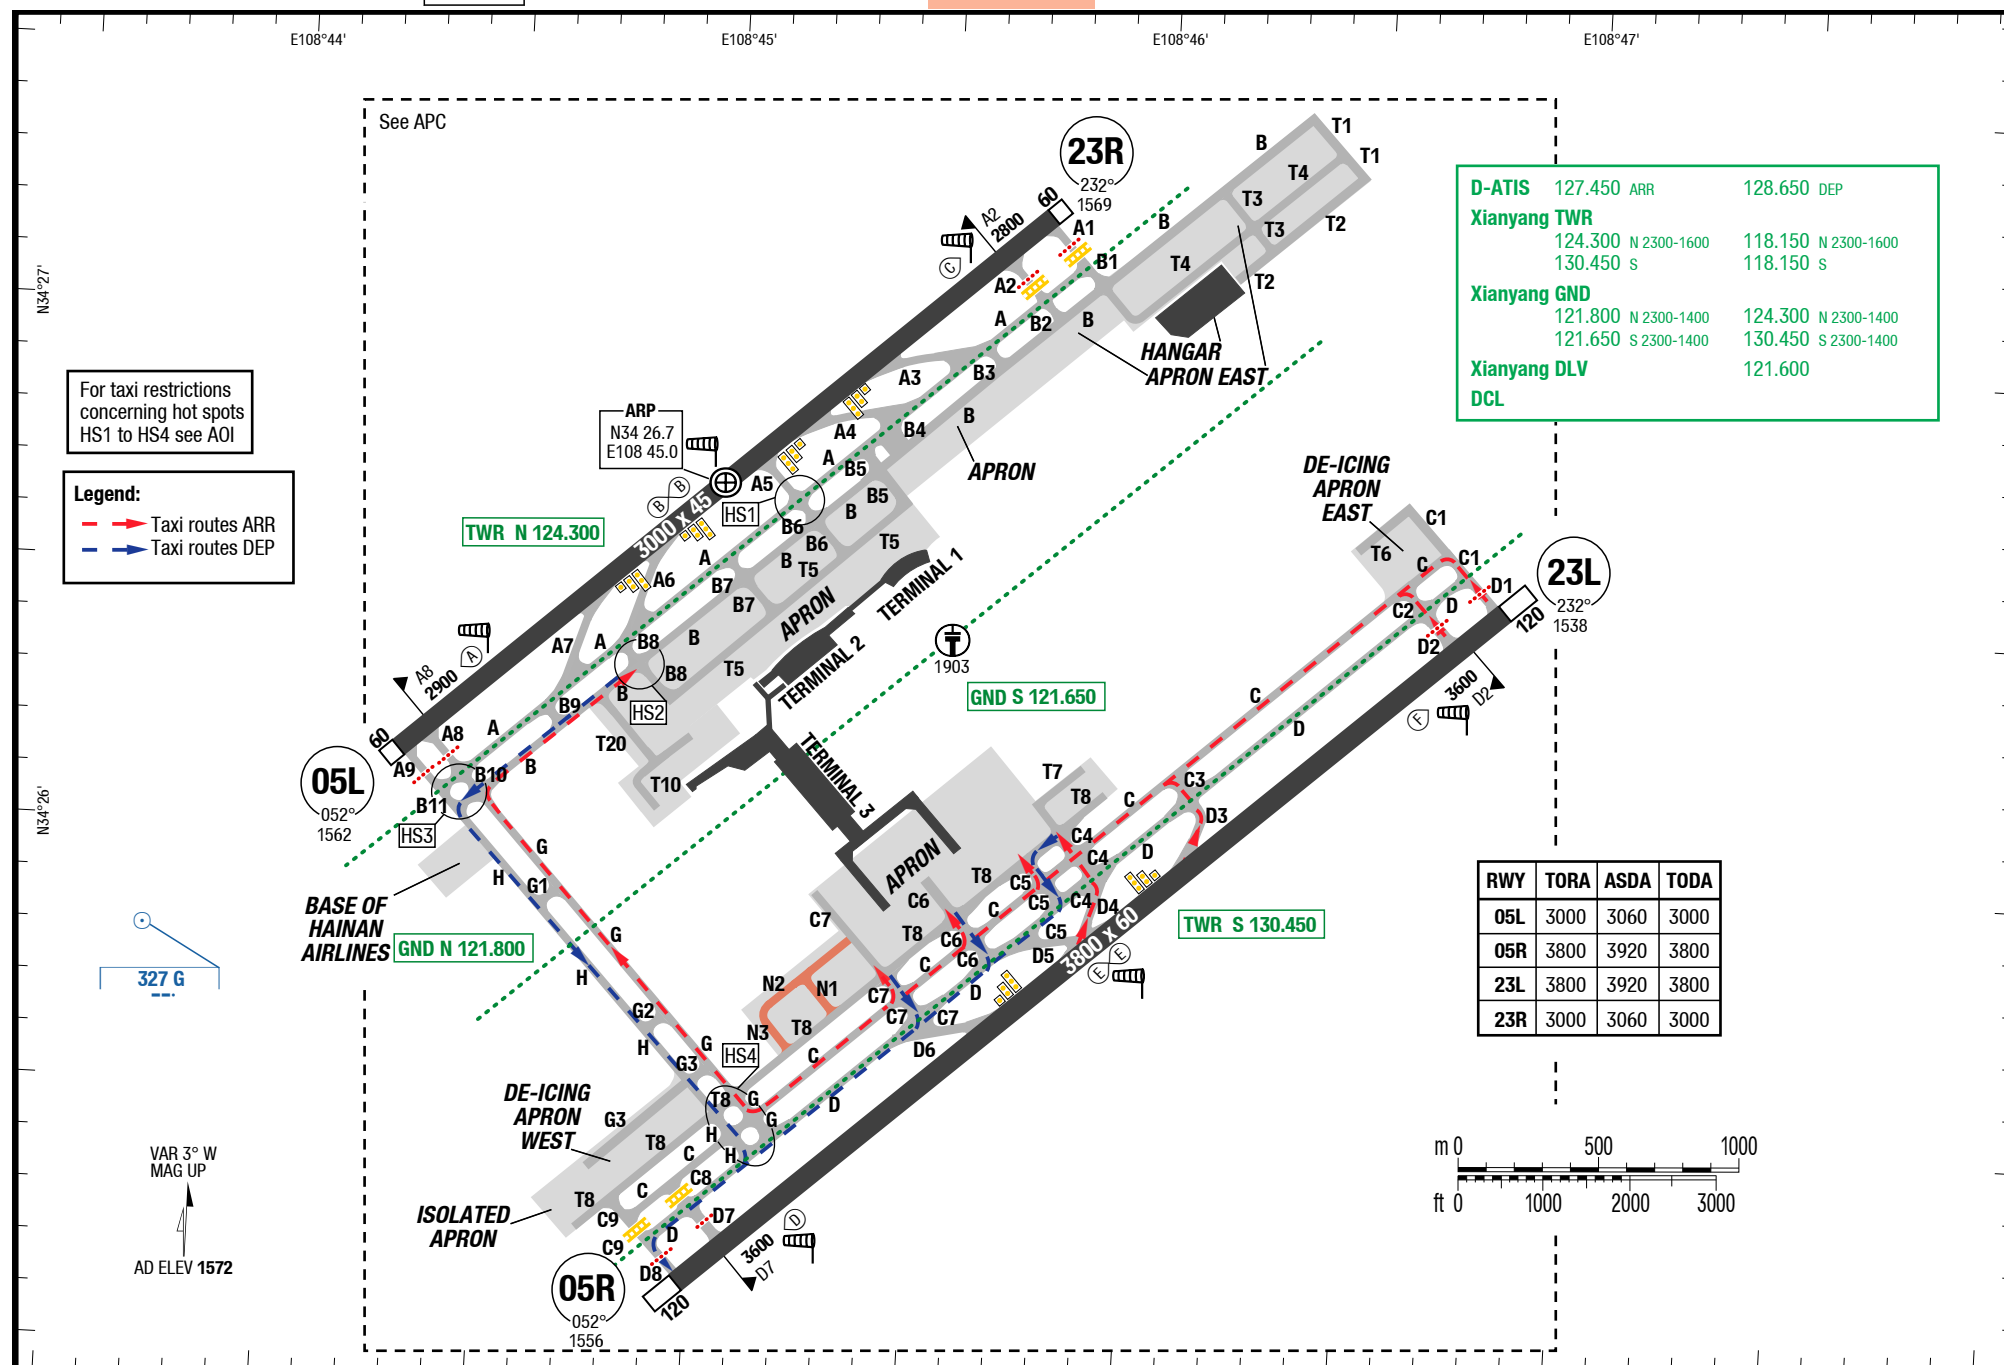 E108°44'
E108°45'
E108°46'
E108°47'
N34°27'
N34°26'
See APC
23R
232°
1569
60
A2
2800
C
A1
A2
B1
B
T1
T1
T4
T3
T3
B
T2
T4
T2
A
B2
B
HANGAR
APRON EAST
D-ATIS 127.450 ARR 128.650 DEP
Xianyang TWR
124.300 N 2300-1600 118.150 N 2300-1600
130.450 S 118.150 S
Xianyang GND
121.800 N 2300-1400 124.300 N 2300-1400
121.650 S 2300-1400 130.450 S 2300-1400
Xianyang DLV 121.600
DCL
For taxi restrictions
concerning hot spots
HS1 to HS4 see AOI
Legend:
Taxi routes ARR
Taxi routes DEP
ARP
N34 26.7
E108 45.0
B
B
3000 x 45
A3
B3
B
B4
A4
A
B5
B5
B
APRON
A5
HS1
B6
B6
B
T5
T5
TWR N 124.300
A
A6
B7
B7
APRON
TERMINAL 1
TERMINAL 2
TERMINAL 3
A7
A
B8
B
B8
T5
B
HS2
B9
T20
T10
A8
2900
A
60
A8
A9
A
B
B10
B11
HS3
05L
052°
1562
1903
GND S 121.650
DE-ICING
APRON
EAST
T6
C1
C1
C
C2
D
D1
D2
23L
232°
1538
120
3600
D2
F
C
D
BASE OF
HAINAN
AIRLINES
GND N 121.800
H
G
G1
G
H
G2
H
G
G3
HS4
T7
T8
C
C3
D3
D
C4
C4
C4
D4
C5
C5
C5
D5
T8
C
C6
C6
C6
D
APRON
C7
T8
C
C7
C7
C7
D6
N2
N1
N3
T8
C
D
TWR S 130.450
3800 x 60
E
E
RWY TORA ASDA TODA
05L 3000 3060 3000
05R 3800 3920 3800
23L 3800 3920 3800
23R 3000 3060 3000
327 G
VAR 3° W
MAG UP
AD ELEV 1572
DE-ICING
APRON
WEST
G3
T8
T8
G
G
H
H
C
C8
C
T8
C9
C9
ISOLATED
APRON
D
D7
D8
3600
D7
D
120
05R
052°
1556
m 0 500 1000
ft 0 1000 2000 3000